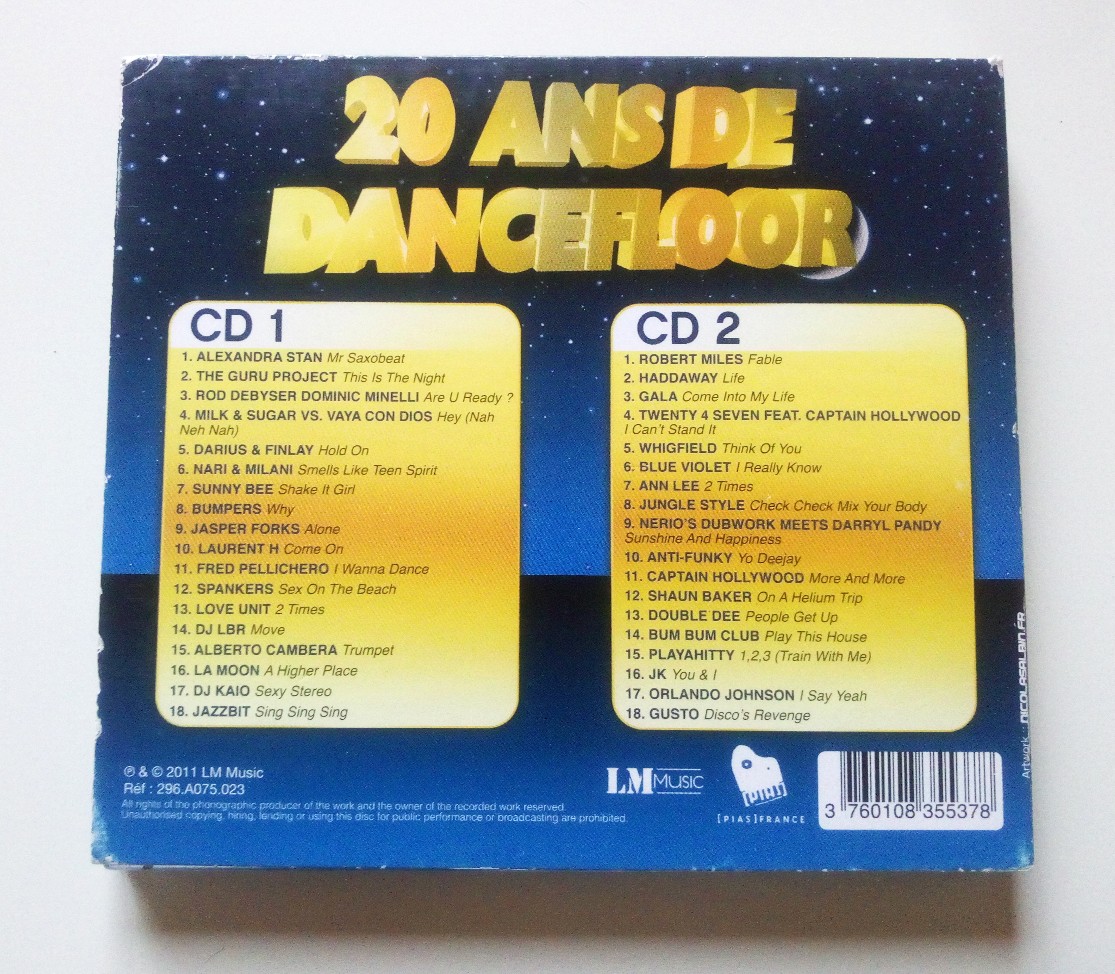 20 ANS DE
DANCEFLOOR
CD 1
1. ALEXANDRA STAN Mr Saxobeat
2. THE GURU PROJECT This Is The Night
3. ROD DEBYSER DOMINIC MINELLI Are U Ready ?
4. MILK & SUGAR VS. VAYA CON DIOS Hey (Nah
Neh Nah)
5. DARIUS & FINLAY Hold On
6. NARI & MILANI Smells Like Teen Spirit
7. SUNNY BEE Shake It Girl
8. BUMPERS Why
9. JASPER FORKS Alone
10. LAURENT H Come On
11. FRED PELLICHERO I Wanna Dance
12. SPANKERS Sex On The Beach
13. LOVE UNIT 2 Times
14. DJ LBR Move
15. ALBERTO CAMBERA Trumpet
16. LA MOON A Higher Place
17. DJ KAIO Sexy Stereo
18. JAZZBIT Sing Sing Sing
CD 2
1. ROBERT MILES Fable
2. HADDAWAY Life
3. GALA Come Into My Life
4. TWENTY 4 SEVEN FEAT. CAPTAIN HOLLYWOOD
I Can't Stand It
5. WHIGFIELD Think Of You
6. BLUE VIOLET I Really Know
7. ANN LEE 2 Times
8. JUNGLE STYLE Check Check Mix Your Body
9. NERIO'S DUBWORK MEETS DARRYL PANDY
Sunshine And Happiness
10. ANTI-FUNKY Yo Deejay
11. CAPTAIN HOLLYWOOD More And More
12. SHAUN BAKER On A Helium Trip
13. DOUBLE DEE People Get Up
14. BUM BUM CLUB Play This House
15. PLAYAHITTY 1,2,3 (Train With Me)
16. JK You & I
17. ORLANDO JOHNSON I Say Yeah
18. GUSTO Disco's Revenge
℗ & © 2011 LM Music
Réf : 296.A075.023
All rights of the phonographic producer of the work and the owner of the recorded work reserved.
Unauthorised copying, hiring, lending or using this disc for public performance or broadcasting are prohibited.
LM MUSIC
[PIAS]FRANCE
3 760108 355378
Artwork : NICOLASALBIN.FR